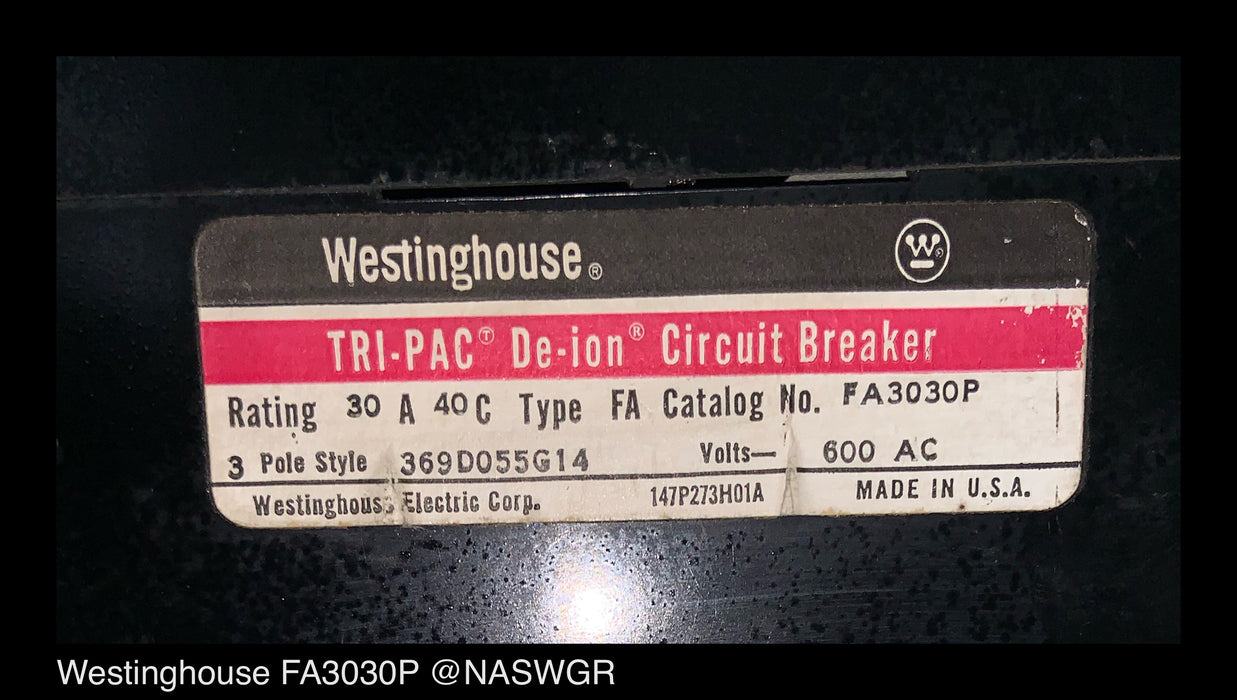 Westinghouse®
W
TRI-PAC Ⓣ De-ion® Circuit Breaker
Rating 30 A 40 C Type FA Catalog No. FA3030P
3 Pole Style 369D055G14 Volts— 600 AC
Westinghouse Electric Corp. 147P273H01A MADE IN U.S.A.
Westinghouse FA3030P @NASWGR